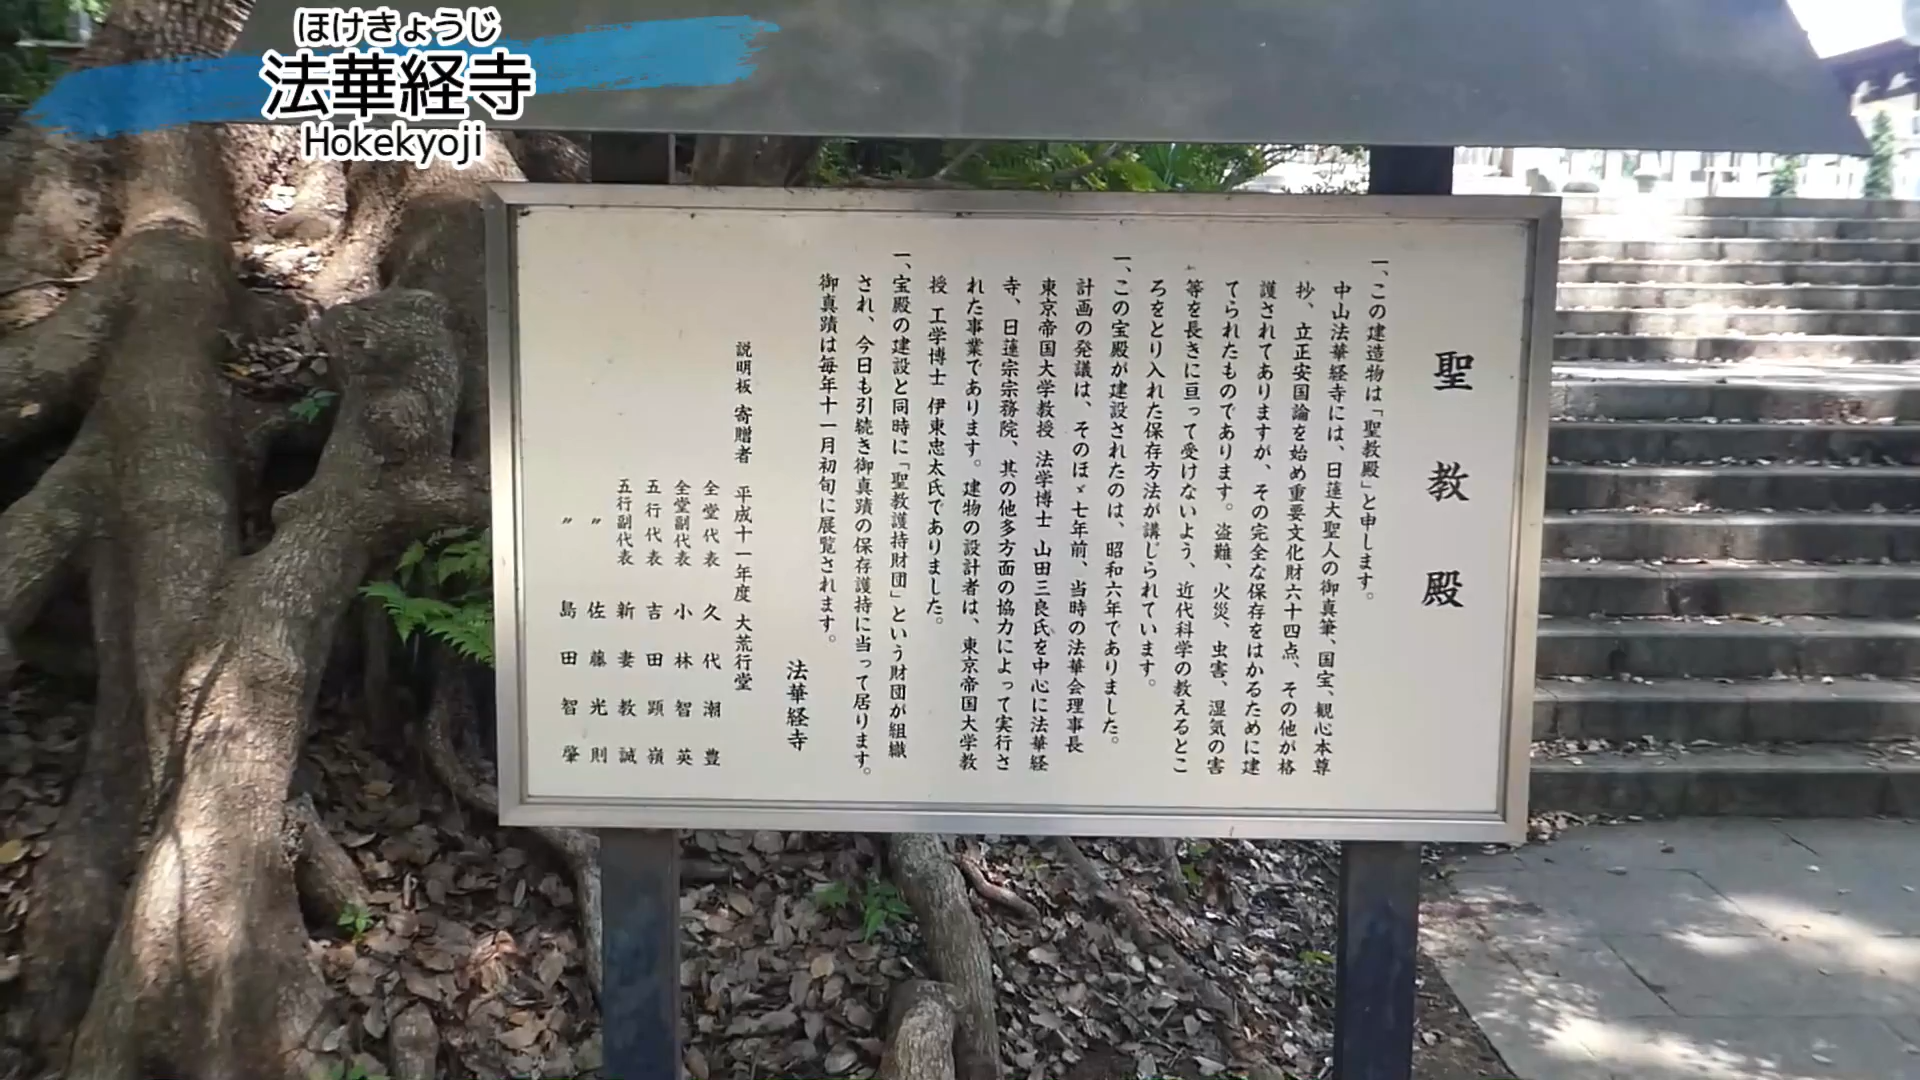 ほけきょうじ
法華経寺
Hokekyoji
聖教殿
一、この建造物は「聖教殿」と申します。
中山法華経寺には、日蓮大聖人の御真筆、国宝、観心本尊
抄、立正安国論を始め重要文化財六十四点、その他が格
護されてありますが、その完全な保存をはかるために建
てられたものであります。盗難、火災、虫害、湿気の害
等を長きに亘って受けないよう、近代科学の教えるとこ
ろをとり入れた保存方法が講じられています。
一、この宝殿が建設されたのは、昭和六年でありました。
計画の発議は、そのほゞ七年前、当時の法華会理事長
東京帝国大学教授 法学博士 山田三良氏を中心に法華経
寺、日蓮宗宗務院、其の他多方面の協力によって実行さ
れた事業であります。建物の設計者は、東京帝国大学教
授 工学博士 伊東忠太氏でありました。
一、宝殿の建設と同時に「聖教護持財団」という財団が組織
され、今日も引続き御真蹟の保存護持に当って居ります。
御真蹟は毎年十一月初旬に展覧されます。
法華経寺
説明板 寄贈者 平成十一年度 大荒行堂
全堂代表 久代潮豊
全堂副代表 小林智英
五行代表 吉田顕嶺
五行副代表 新妻教誠
〃 佐藤光則
〃 島田智肇